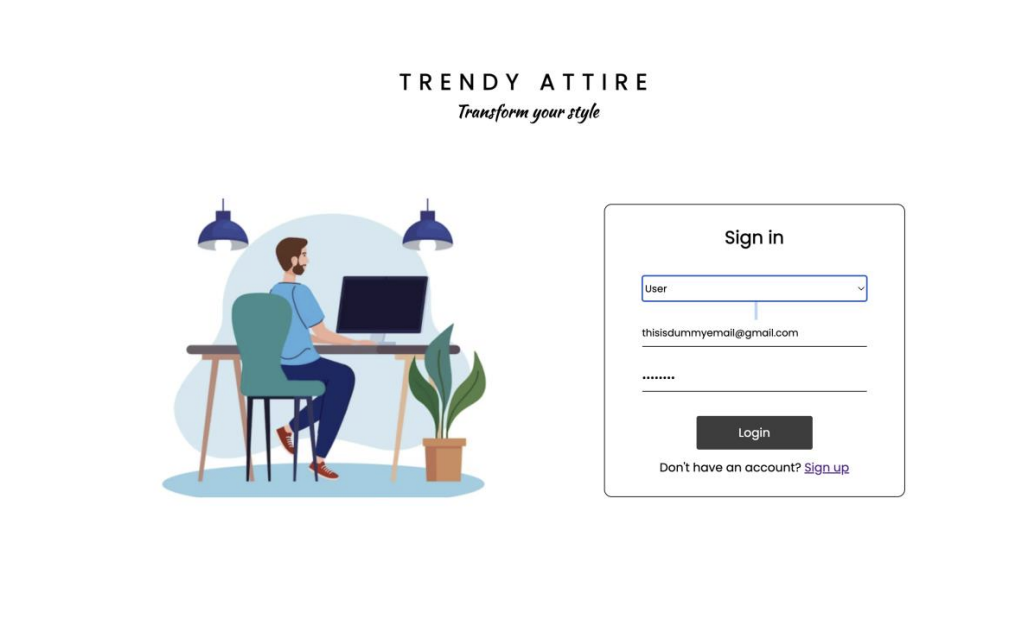 TRENDY ATTIRE
Transform your style
Sign in
User
thisisdummyemail@gmail.com
••••••••
Login
Don't have an account? Sign up